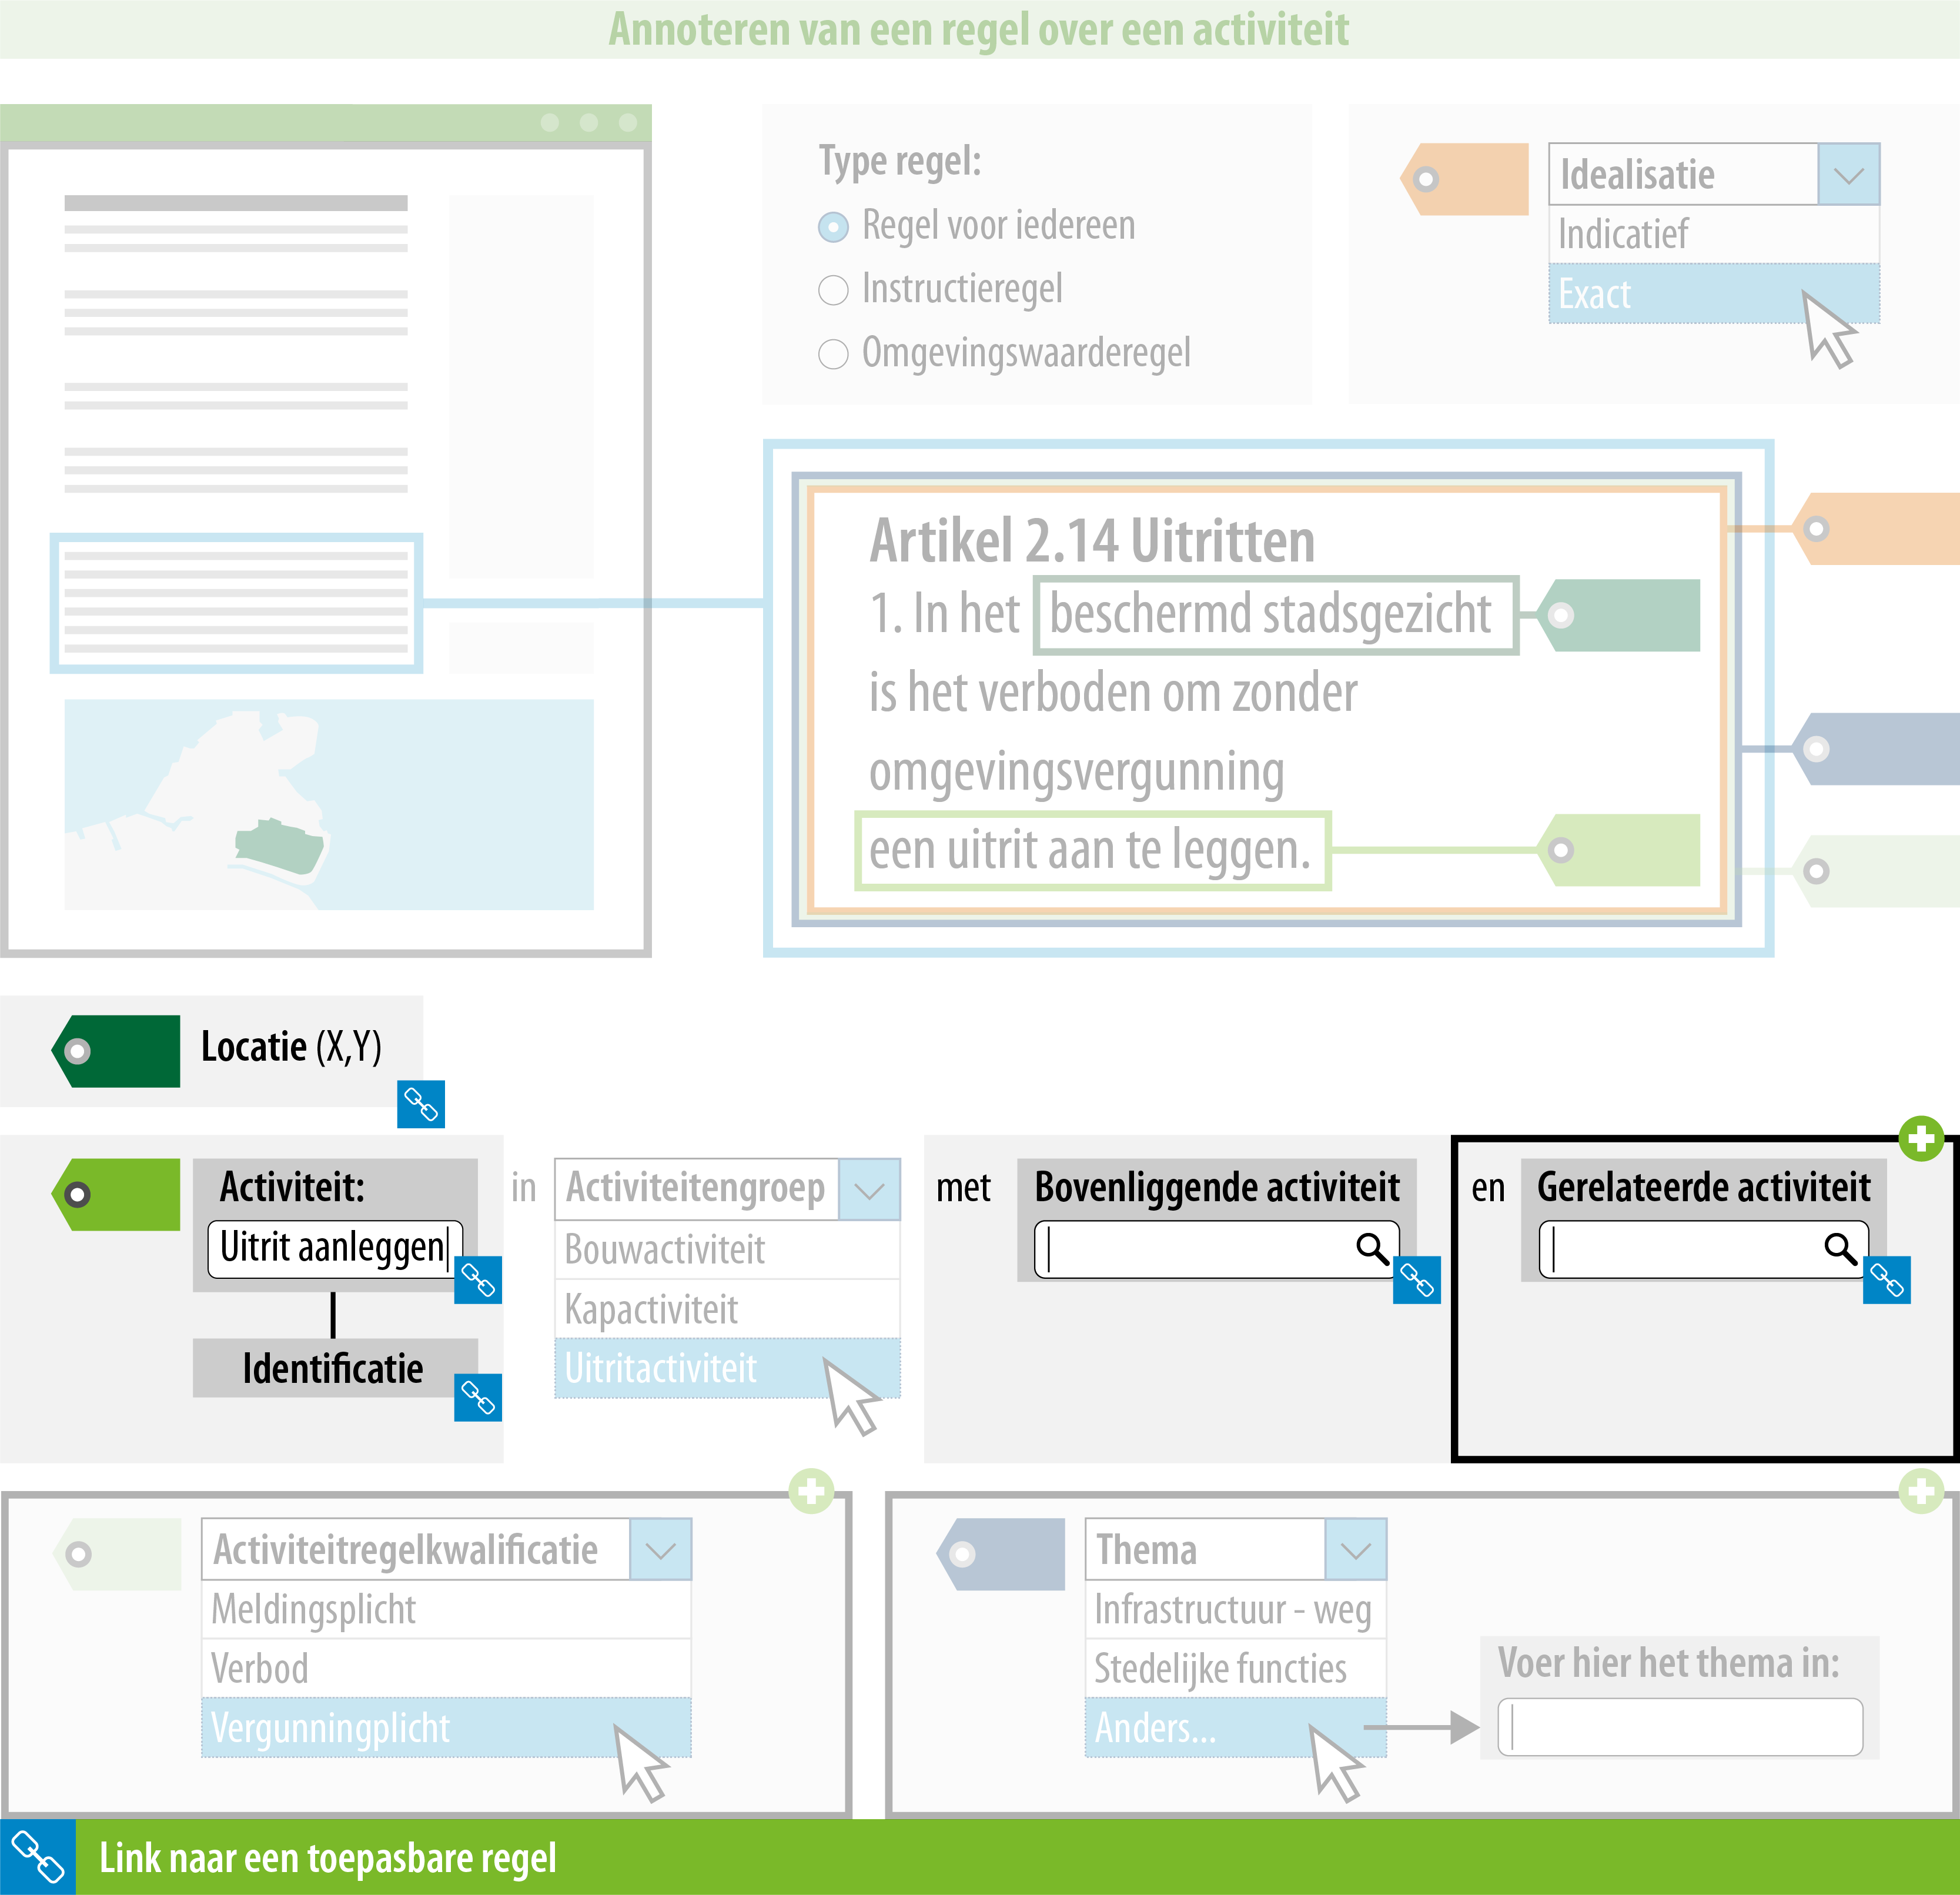 Annoteren van een regel over een activiteit
Type regel:
Regel voor iedereen
Instructieregel
Omgevingswaarderegel
Idealisatie
Indicatief
Exact
Artikel 2.14 Uitritten
1. In het beschermd stadsgezicht
is het verboden om zonder
omgevingsvergunning
een uitrit aan te leggen.
Locatie (X,Y)
Activiteit:
Uitrit aanleggen
Identificatie
in
Activiteitengroep
Bouwactiviteit
Kapactiviteit
Uitritactiviteit
met
Bovenliggende activiteit
en
Gerelateerde activiteit
Activiteitregelkwalificatie
Meldingsplicht
Verbod
Vergunningplicht
Thema
Infrastructuur - weg
Stedelijke functies
Anders...
Voer hier het thema in:
Link naar een toepasbare regel